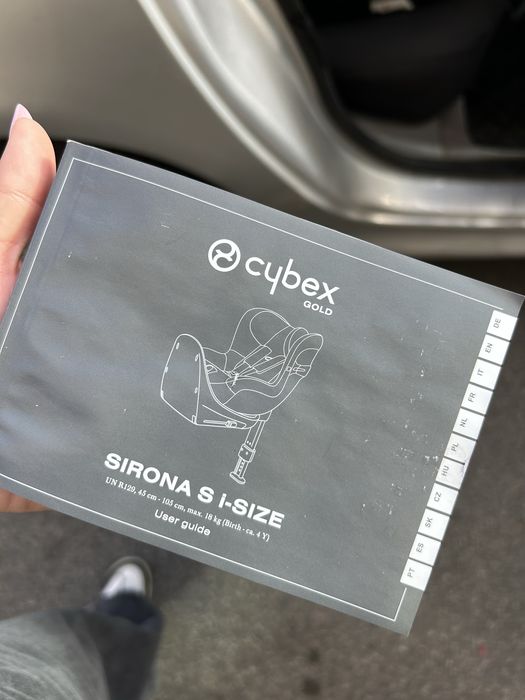 cybex
GOLD
SIRONA S i-SIZE
UN R129, 45 cm - 105 cm, max. 18 kg (Birth - ca. 4 Y)
User guide
DE
EN
IT
FR
NL
PL
HU
CZ
SK
ES
PT